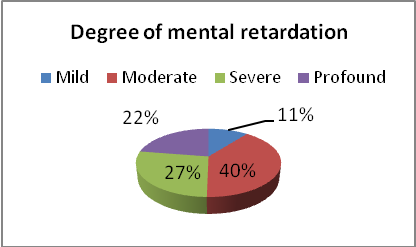 Degree of mental retardation
Mild Moderate Severe Profound
22% 11%
27% 40%